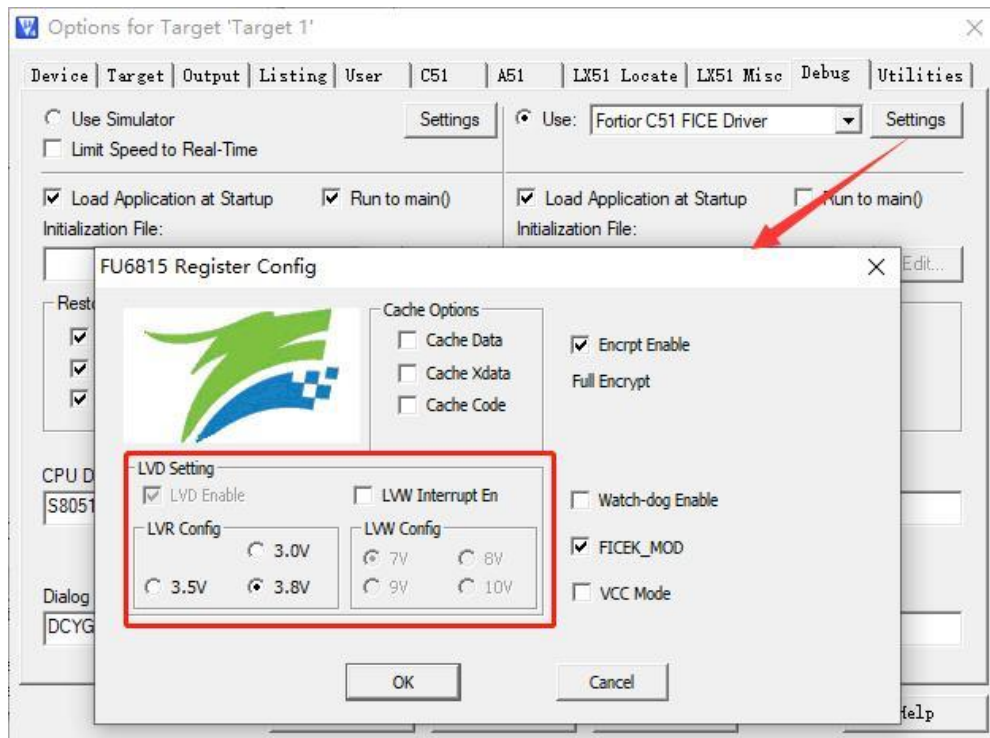 Options for Target 'Target 1'
Device Target Output Listing User C51 A51 LX51 Locate LX51 Misc Debug Utilities
Use Simulator Settings Use: Fortior C51 FICE Driver Settings
Limit Speed to Real-Time
Load Application at Startup Run to main() Load Application at Startup Run to main()
Initialization File: Initialization File:
Edit...
FU6815 Register Config
Cache Options
Cache Data
Encrpt Enable
Cache Xdata
Full Encrypt
Cache Code
LVD Setting
CPU D
LVD Enable LVW Interrupt En Watch-dog Enable
S8051
LVR Config LVW Config
3.0V 7V 8V FICEK_MOD
3.5V 3.8V 9V 10V VCC Mode
Dialog
DCYG
OK Cancel
Help